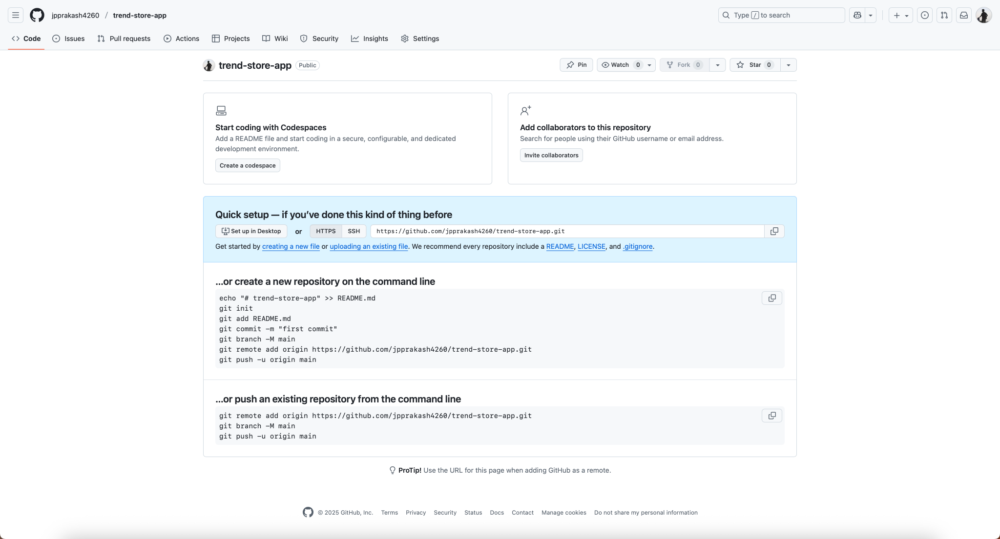 jpprakash4260 / trend-store-app
Type / to search
Code Issues Pull requests Actions Projects Wiki Security Insights Settings
trend-store-app Public
Pin Watch 0 Fork 0 Star 0
Start coding with Codespaces
Add a README file and start coding in a secure, configurable, and dedicated
development environment.
Create a codespace
Add collaborators to this repository
Search for people using their GitHub username or email address.
Invite collaborators
Quick setup — if you’ve done this kind of thing before
Set up in Desktop or HTTPS SSH https://github.com/jpprakash4260/trend-store-app.git
Get started by creating a new file or uploading an existing file. We recommend every repository include a README, LICENSE, and .gitignore.
…or create a new repository on the command line
echo "# trend-store-app" >> README.md
git init
git add README.md
git commit -m "first commit"
git branch -M main
git remote add origin https://github.com/jpprakash4260/trend-store-app.git
git push -u origin main
…or push an existing repository from the command line
git remote add origin https://github.com/jpprakash4260/trend-store-app.git
git branch -M main
git push -u origin main
ProTip! Use the URL for this page when adding GitHub as a remote.
© 2025 GitHub, Inc. Terms Privacy Security Status Docs Contact Manage cookies Do not share my personal information